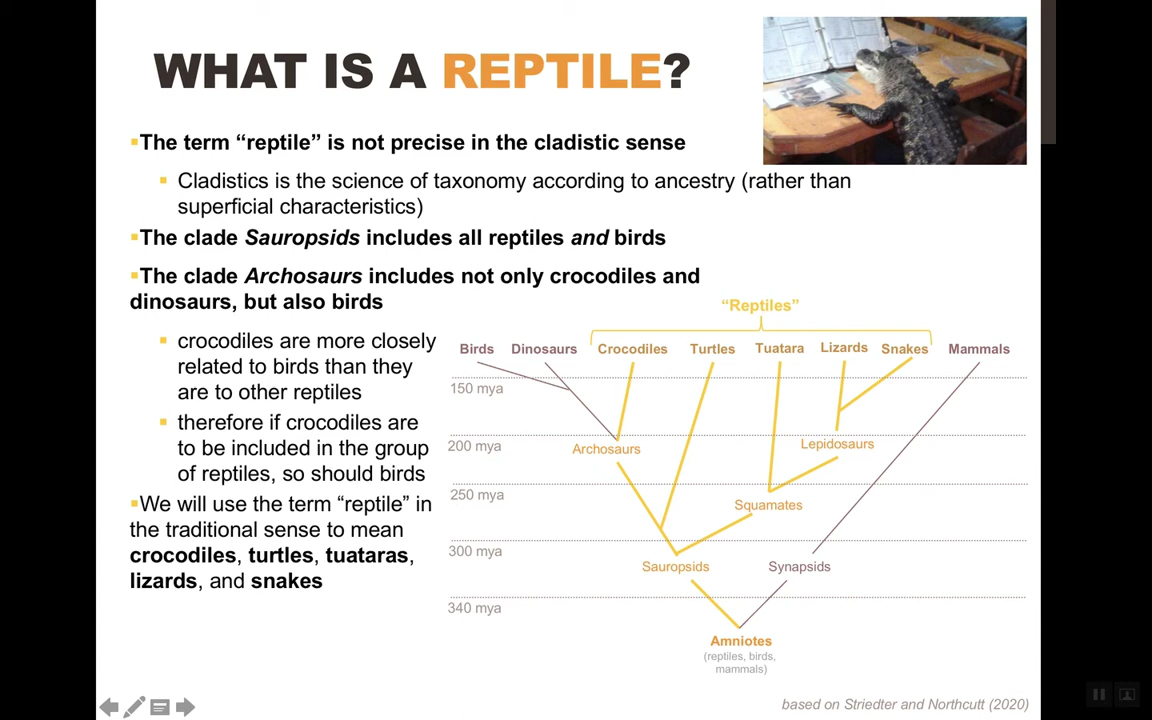 WHAT IS A REPTILE?
▪The term “reptile” is not precise in the cladistic sense
▪ Cladistics is the science of taxonomy according to ancestry (rather than
superficial characteristics)
▪The clade Sauropsids includes all reptiles and birds
▪The clade Archosaurs includes not only crocodiles and
dinosaurs, but also birds
▪ crocodiles are more closely
related to birds than they
are to other reptiles
▪ therefore if crocodiles are
to be included in the group
of reptiles, so should birds
▪We will use the term “reptile” in
the traditional sense to mean
crocodiles, turtles, tuataras,
lizards, and snakes
“Reptiles”
Birds Dinosaurs Crocodiles Turtles Tuatara Lizards Snakes Mammals
150 mya
200 mya
Archosaurs
Lepidosaurs
250 mya
Squamates
300 mya
Sauropsids
Synapsids
340 mya
Amniotes
(reptiles, birds,
mammals)
based on Striedter and Northcutt (2020)